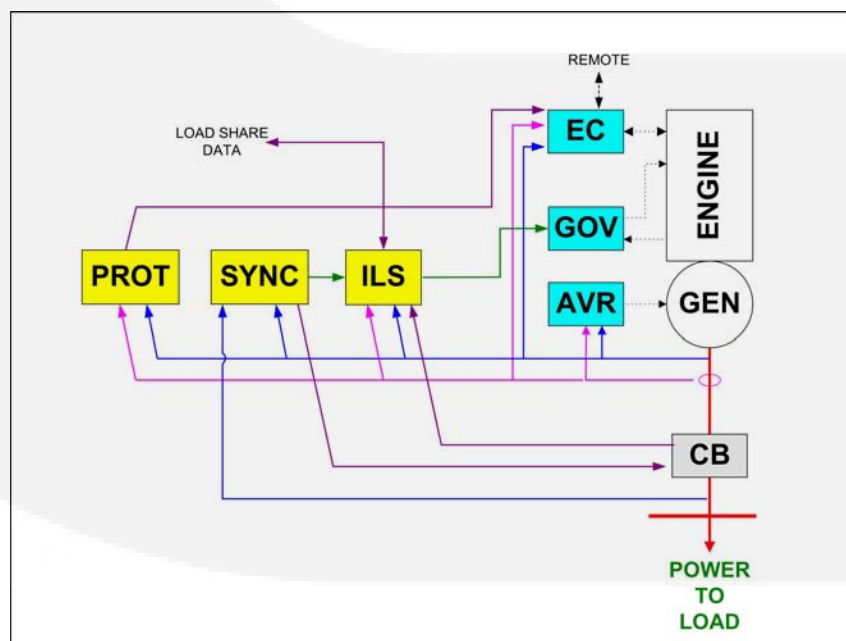 REMOTE
EC
LOAD SHARE
DATA
ENGINE
GOV
PROT
SYNC
ILS
AVR
GEN
CB
POWER
TO
LOAD